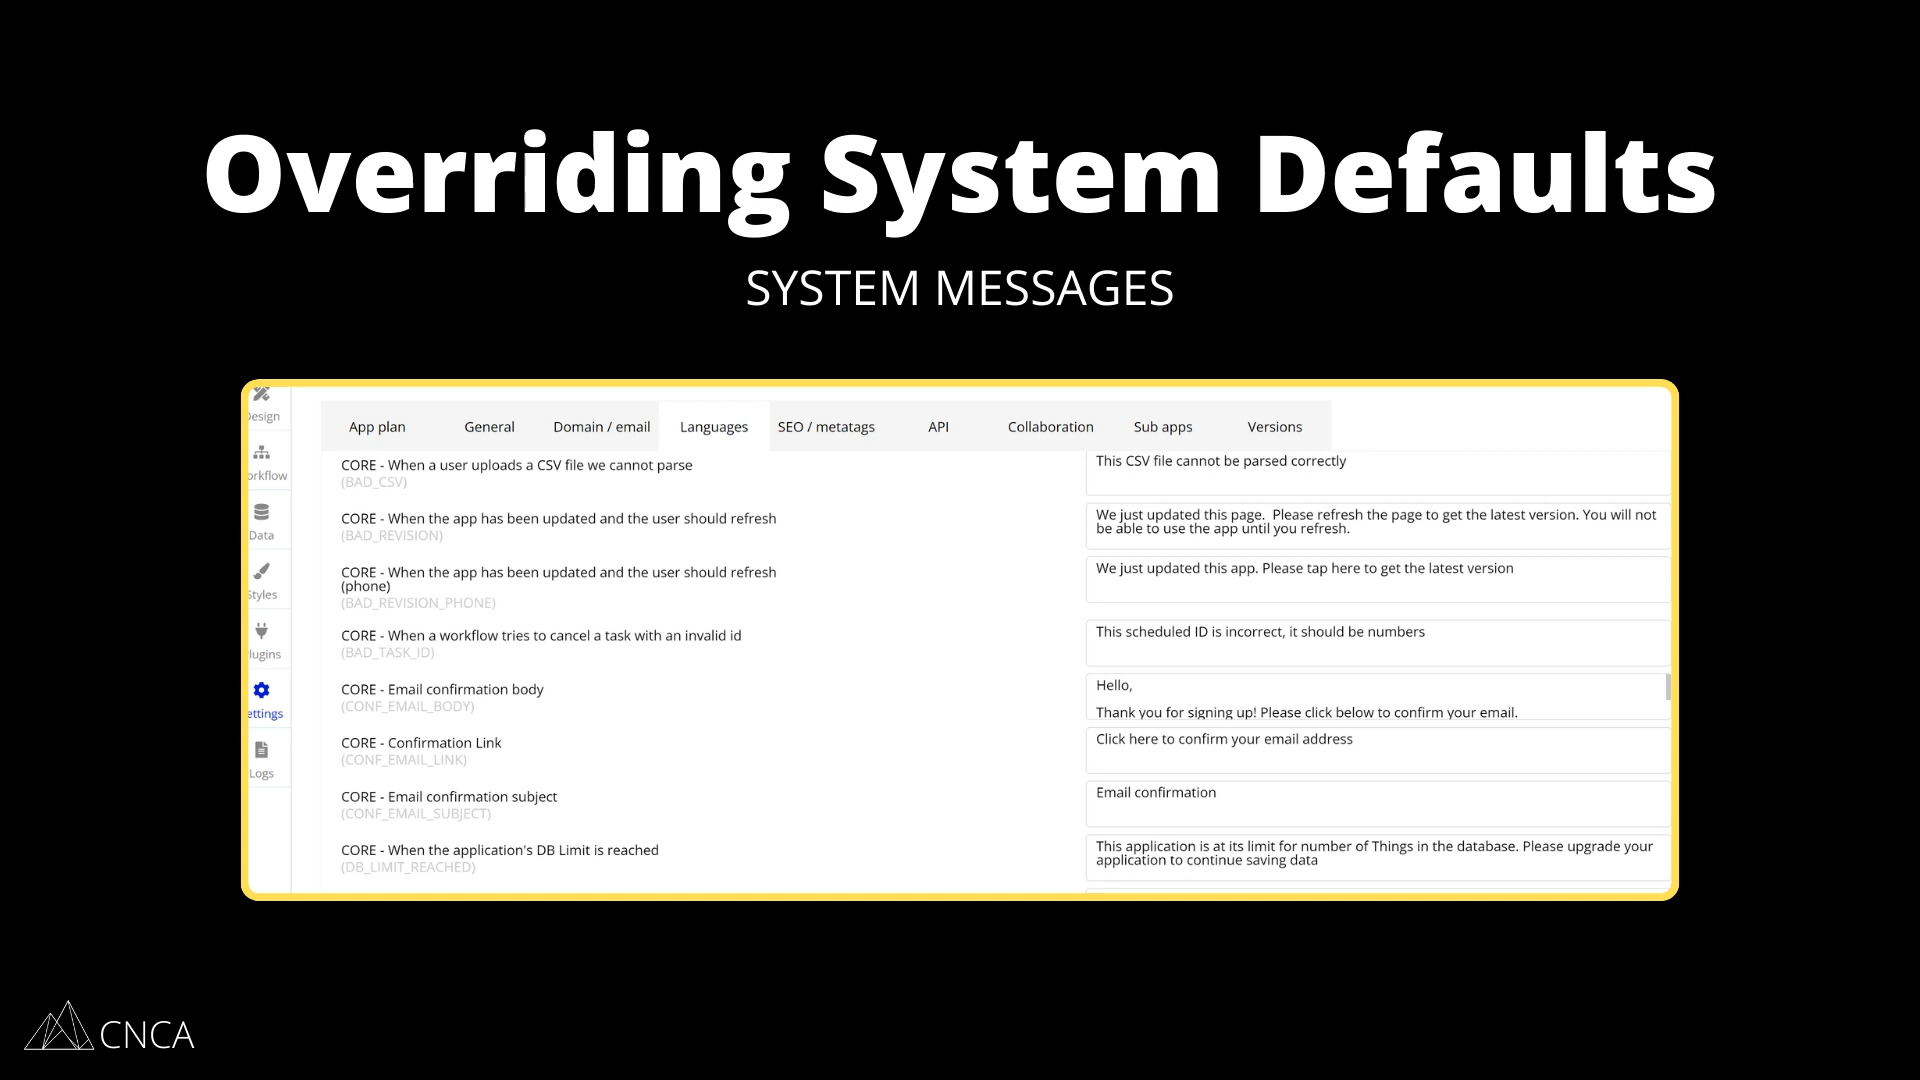 Overriding System Defaults
SYSTEM MESSAGES
Design
orkflow
Data
Styles
lugins
ettings
Logs
App plan
General
Domain / email
Languages
SEO / metatags
API
Collaboration
Sub apps
Versions
CORE - When a user uploads a CSV file we cannot parse
(BAD_CSV)
This CSV file cannot be parsed correctly
CORE - When the app has been updated and the user should refresh
(BAD_REVISION)
We just updated this page.  Please refresh the page to get the latest version. You will not
be able to use the app until you refresh.
CORE - When the app has been updated and the user should refresh
(phone)
(BAD_REVISION_PHONE)
We just updated this app. Please tap here to get the latest version
CORE - When a workflow tries to cancel a task with an invalid id
(BAD_TASK_ID)
This scheduled ID is incorrect, it should be numbers
CORE - Email confirmation body
(CONF_EMAIL_BODY)
Hello,
Thank you for signing up! Please click below to confirm your email.
CORE - Confirmation Link
(CONF_EMAIL_LINK)
Click here to confirm your email address
CORE - Email confirmation subject
(CONF_EMAIL_SUBJECT)
Email confirmation
CORE - When the application's DB Limit is reached
(DB_LIMIT_REACHED)
This application is at its limit for number of Things in the database. Please upgrade your
application to continue saving data
CNCA